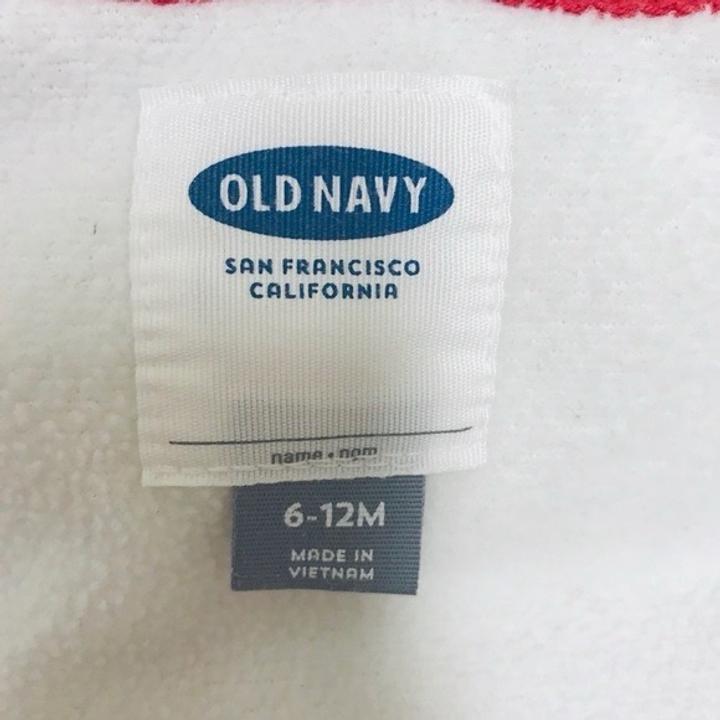 OLD NAVY
SAN FRANCISCO
CALIFORNIA
name • nom
6-12M
MADE IN
VIETNAM